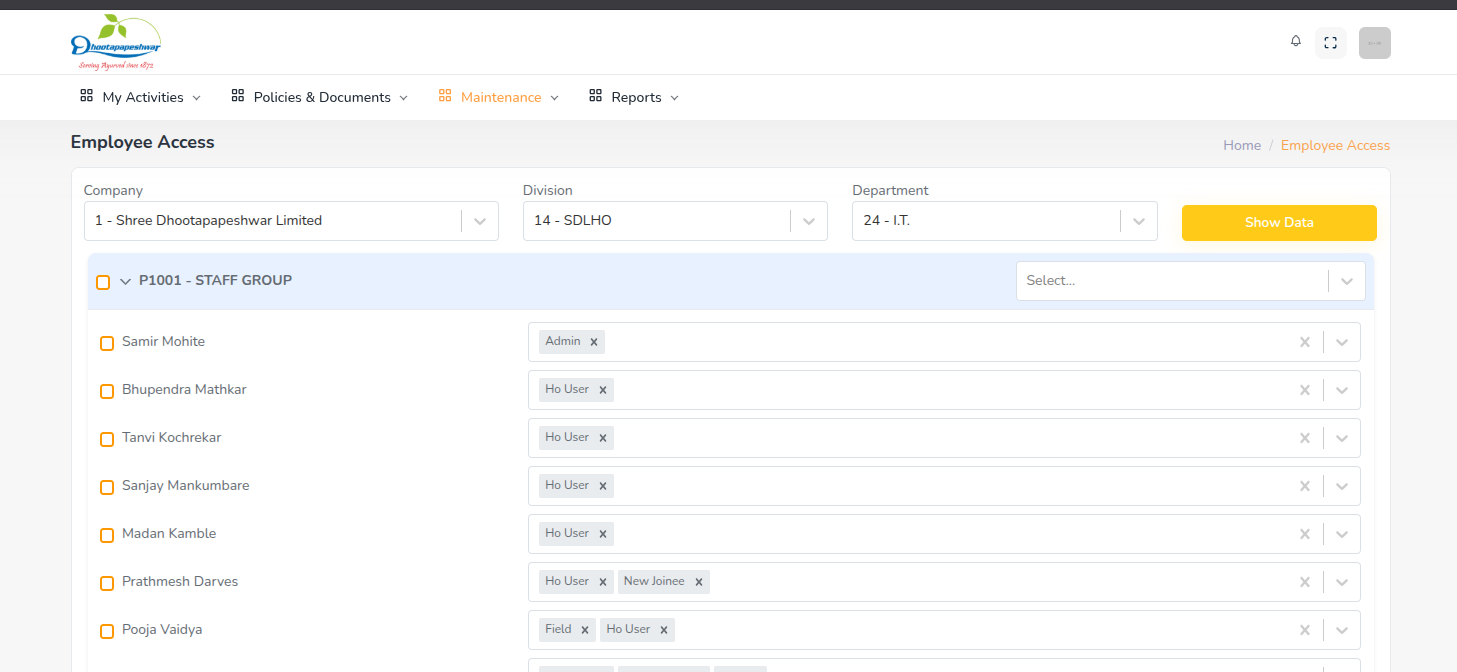 Dhootapapeshwar
Serving Ayurved since 1872
My Activities
Policies & Documents
Maintenance
Reports
Employee Access
Home / Employee Access
Company
Division
Department
1 - Shree Dhootapapeshwar Limited
14 - SDLHO
24 - I.T.
Show Data
P1001 - STAFF GROUP
Select...
Samir Mohite
Admin
Bhupendra Mathkar
Ho User
Tanvi Kochrekar
Ho User
Sanjay Mankumbare
Ho User
Madan Kamble
Ho User
Prathmesh Darves
Ho User
New Joinee
Pooja Vaidya
Field
Ho User